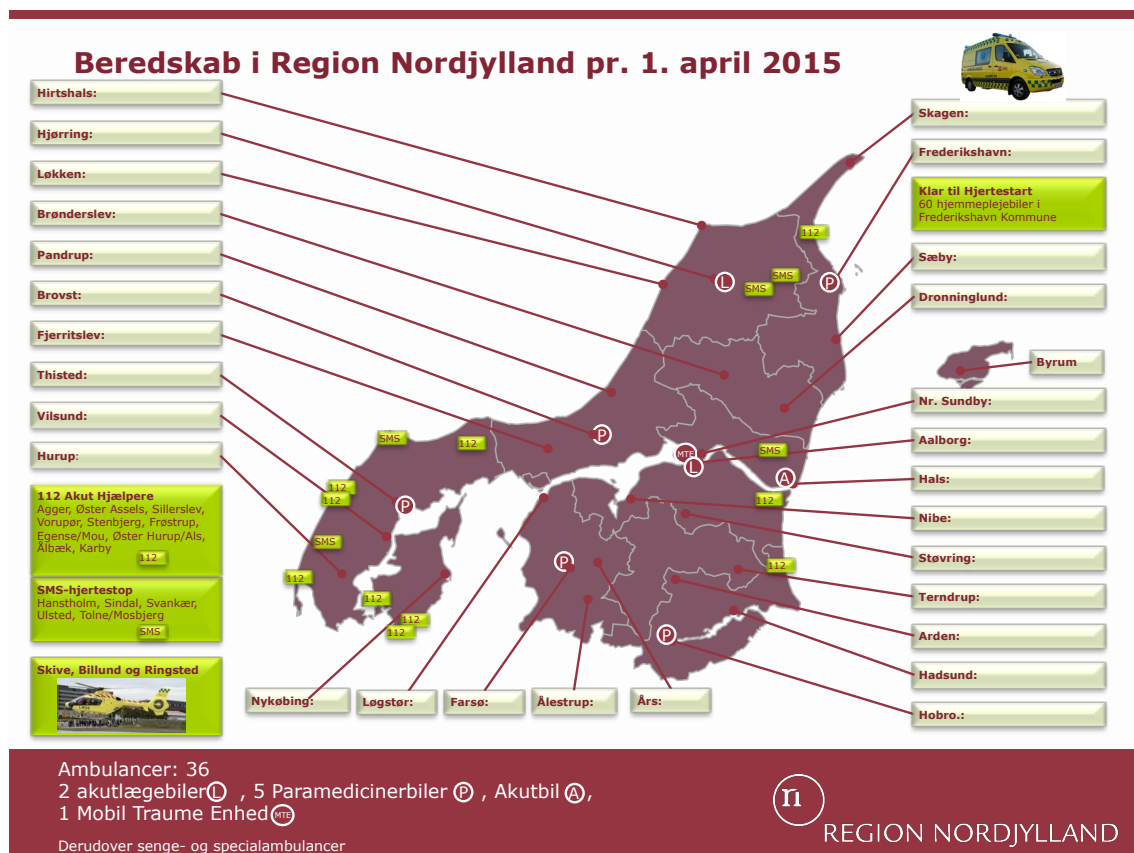 Beredskab i Region Nordjylland pr. 1. april 2015
Hirtshals:
Hjørring:
Løkken:
Brønderslev:
Pandrup:
Brovst:
Fjerritslev:
Thisted:
Vilsund:
Hurup:
112 Akut Hjælpere
Agger, Øster Assels, Sillerslev,
Vorupør, Stenbjerg, Frøstrup,
Egense/Mou, Øster Hurup/Als,
Ålbæk, Karby
112
SMS-hjertestop
Hanstholm, Sindal, Svankær,
Ulsted, Tolne/Mosbjerg
SMS
Skive, Billund og Ringsted
Skagen:
Frederikshavn:
Klar til Hjertestart
60 hjemmeplejebiler i
Frederikshavn Kommune
Sæby:
Dronninglund:
Byrum
Nr. Sundby:
Aalborg:
Hals:
Nibe:
Støvring:
Terndrup:
Arden:
Hadsund:
Hobro.:
Nykøbing:
Løgstør:
Farsø:
Ålestrup:
Års:
112
L
SMS
SMS
P
SMS
112
P
MTE
L
SMS
A
112
112
P
112
SMS
112
P
112
112
112
112
P
Ambulancer: 36
2 akutlægebiler L , 5 Paramedicinerbiler P , Akutbil A,
1 Mobil Traume Enhed MTE
Derudover senge- og specialambulancer
n
REGION NORDJYLLAND